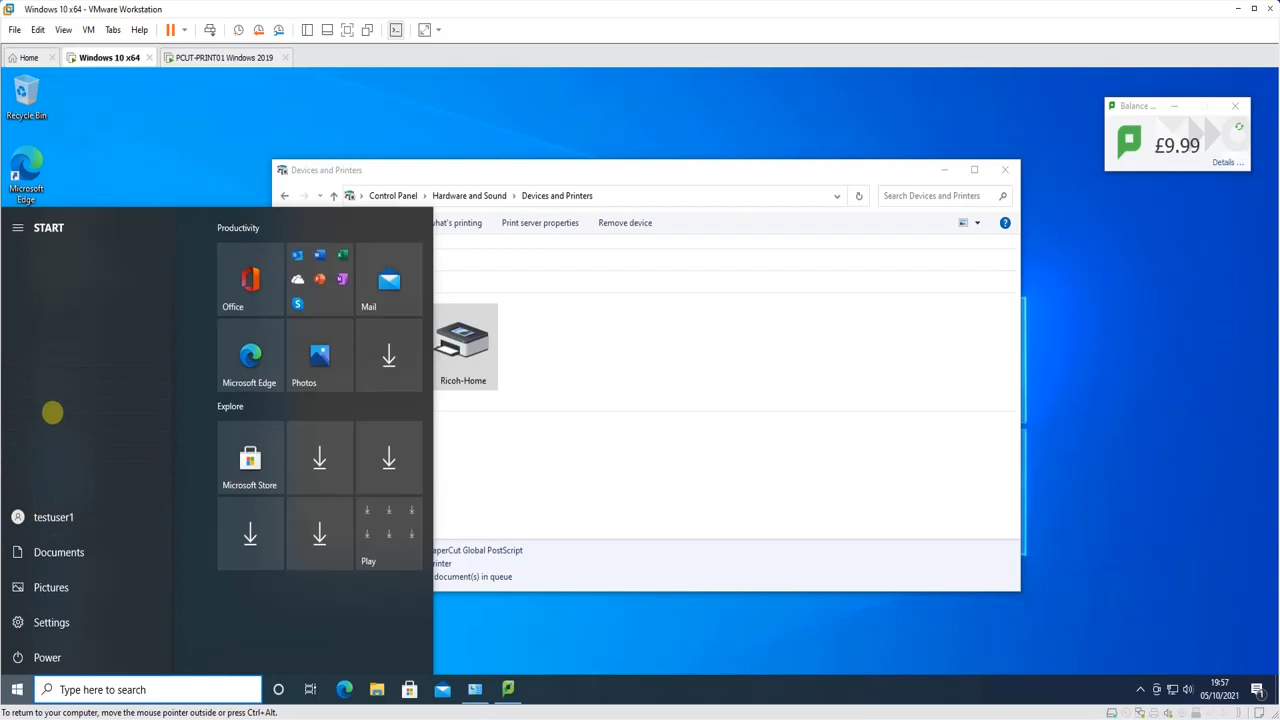 Windows 10 x64 - VMware Workstation
File Edit View VM Tabs Help
Home
Windows 10 x64
PCUT-PRINT01 Windows 2019
Recycle Bin
Microsoft Edge
Balance ...
£9.99
Details ...
Devices and Printers
Control Panel > Hardware and Sound > Devices and Printers
Search Devices and Printers
what's printing Print server properties Remove device
START
Productivity
Office
Mail
Microsoft Edge
Photos
Explore
Microsoft Store
Play
Ricoh-Home
aperCut Global PostScript
rinter
document(s) in queue
testuser1
Documents
Pictures
Settings
Power
Type here to search
19:57
05/10/2021
1
To return to your computer, move the mouse pointer outside or press Ctrl+Alt.